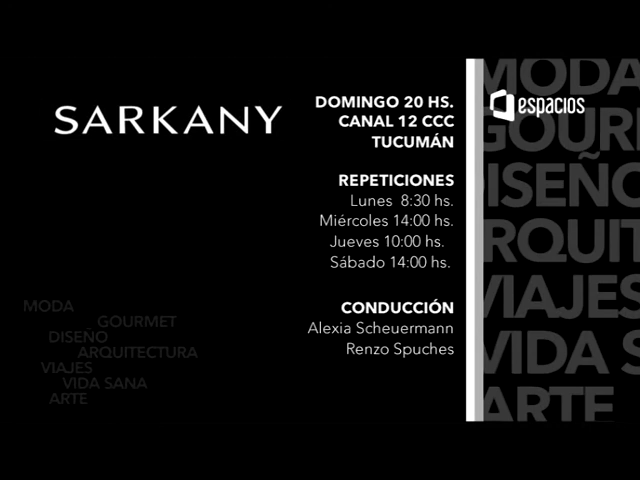 SARKANY
DOMINGO 20 HS.
CANAL 12 CCC
TUCUMÁN
REPETICIONES
Lunes 8:30 hs.
Miércoles 14:00 hs.
Jueves 10:00 hs.
Sábado 14:00 hs.
CONDUCCIÓN
Alexia Scheuermann
Renzo Spuches
MODA
GOURMET
DISEÑO
ARQUITECTURA
VIAJES
VIDA SANA
ARTE
espacios
MODA
GOURM
DISEÑO
RQUIT
VIAJES
VIDA S
ARTE